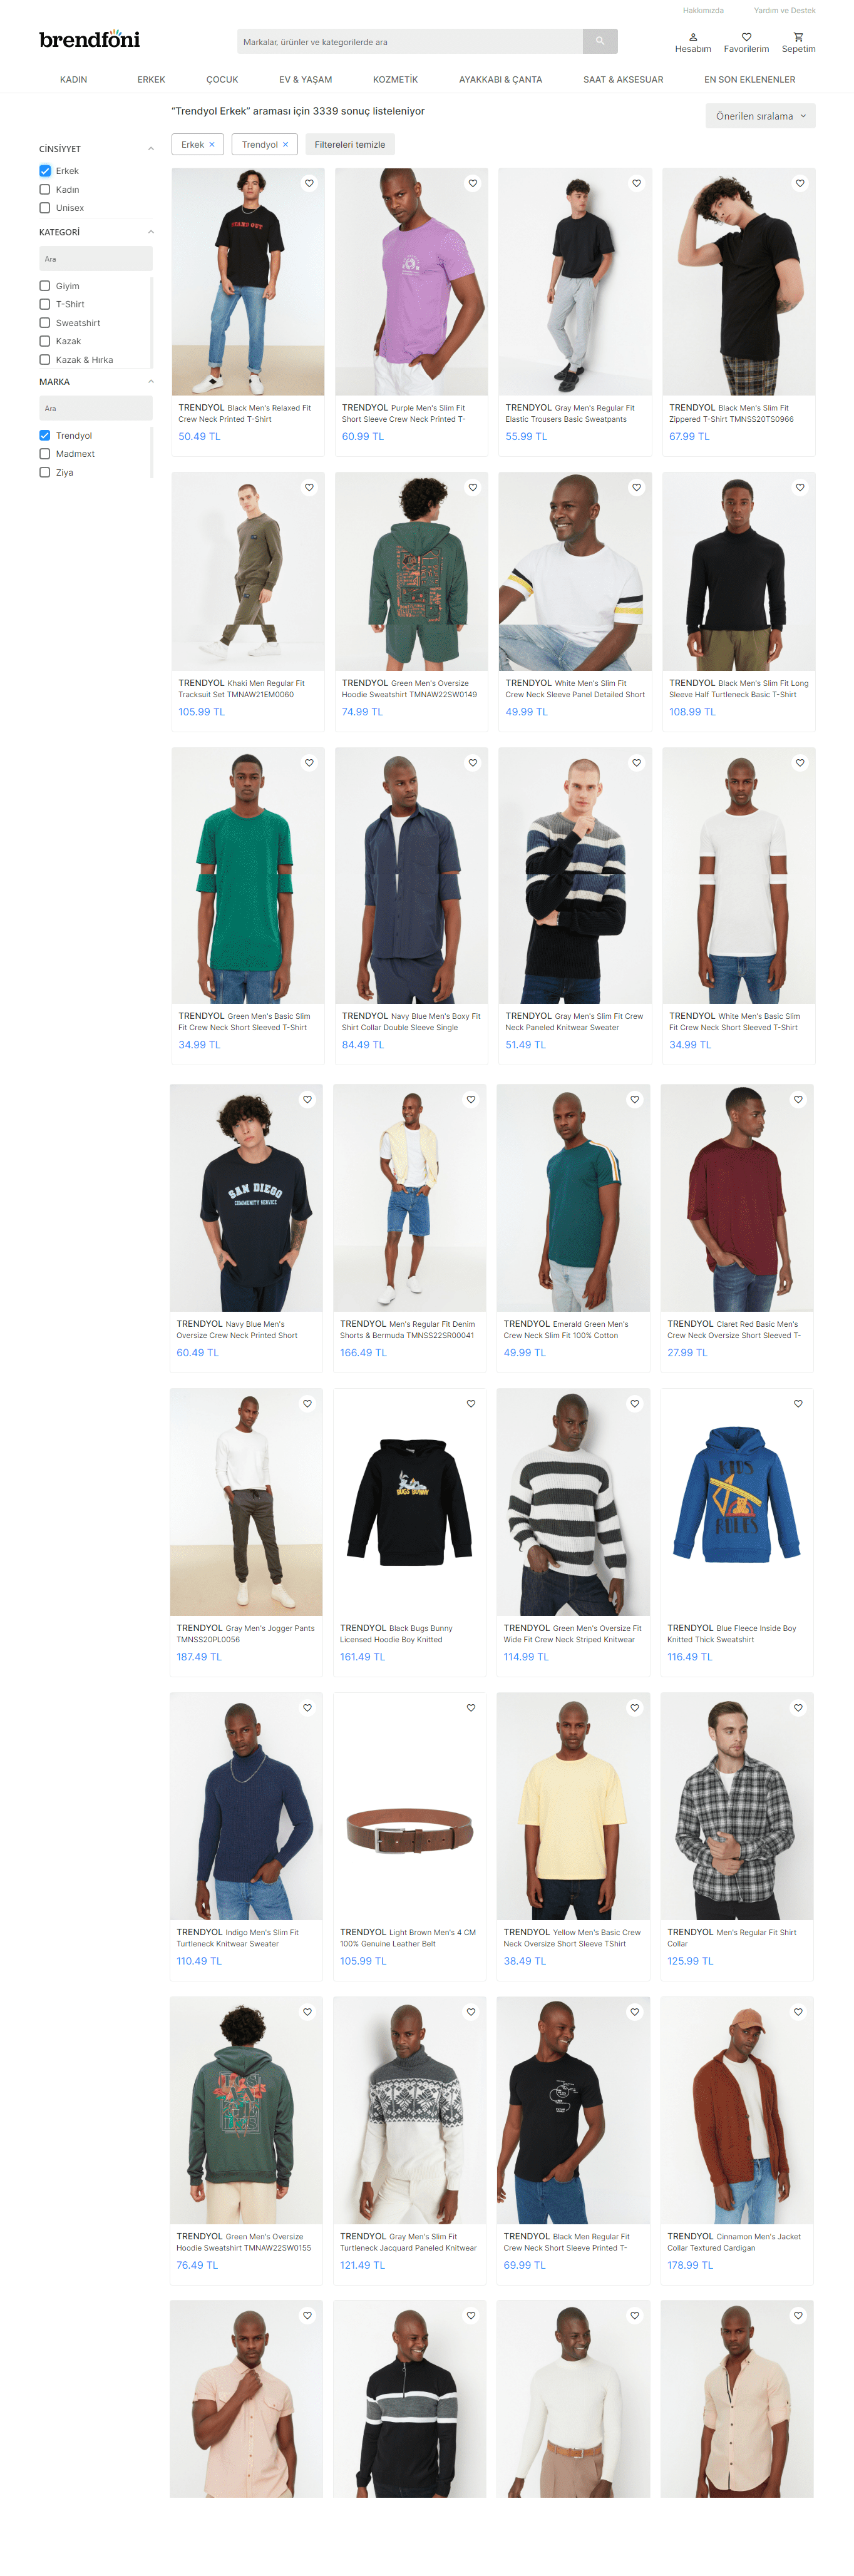 Hakkımızda Yardım ve Destek
brendfoni
Markalar, ürünler ve kategorilerde ara
Hesabım Favorilerim Sepetim
KADIN ERKEK ÇOCUK EV & YAŞAM KOZMETİK AYAKKABI & ÇANTA SAAT & AKSESUAR EN SON EKLENENLER
"Trendyol Erkek" araması için 3339 sonuç listeleniyor
Önerilen sıralama
Erkek × Trendyol × Filtereleri temizle
CİNSİYYET
Erkek
Kadın
Unisex
KATEGORİ
Ara
Giyim
T-Shirt
Sweatshirt
Kazak
Kazak & Hırka
MARKA
Ara
Trendyol
Madmext
Ziya
STAND OUT
TRENDYOL Black Men's Relaxed Fit
Crew Neck Printed T-Shirt
50.49 TL
TRENDYOL Purple Men's Slim Fit
Short Sleeve Crew Neck Printed T-
60.99 TL
TRENDYOL Gray Men's Regular Fit
Elastic Trousers Basic Sweatpants
55.99 TL
TRENDYOL Black Men's Slim Fit
Zippered T-Shirt TMNSS20TS0966
67.99 TL
TRENDYOL Khaki Men Regular Fit
Tracksuit Set TMNAW21EM0060
105.99 TL
TRENDYOL Green Men's Oversize
Hoodie Sweatshirt TMNAW22SW0149
74.99 TL
TRENDYOL White Men's Slim Fit
Crew Neck Sleeve Panel Detailed Short
49.99 TL
TRENDYOL Black Men's Slim Fit Long
Sleeve Half Turtleneck Basic T-Shirt
108.99 TL
TRENDYOL Green Men's Basic Slim
Fit Crew Neck Short Sleeved T-Shirt
34.99 TL
TRENDYOL Navy Blue Men's Boxy Fit
Shirt Collar Double Sleeve Single
84.49 TL
TRENDYOL Gray Men's Slim Fit Crew
Neck Paneled Knitwear Sweater
51.49 TL
TRENDYOL White Men's Basic Slim
Fit Crew Neck Short Sleeved T-Shirt
34.99 TL
SAN DIEGO
COMMUNITY SERVICE
TRENDYOL Navy Blue Men's
Oversize Crew Neck Printed Short
60.49 TL
TRENDYOL Men's Regular Fit Denim
Shorts & Bermuda TMNSS22SR00041
166.49 TL
TRENDYOL Emerald Green Men's
Crew Neck Slim Fit 100% Cotton
49.99 TL
TRENDYOL Claret Red Basic Men's
Crew Neck Oversize Short Sleeved T-
27.99 TL
TRENDYOL Gray Men's Jogger Pants
TMNSS20PL0056
187.49 TL
BUGS BUNNY
TRENDYOL Black Bugs Bunny
Licensed Hoodie Boy Knitted
161.49 TL
TRENDYOL Green Men's Oversize Fit
Wide Fit Crew Neck Striped Knitwear
114.99 TL
KIDS
RULES
TRENDYOL Blue Fleece Inside Boy
Knitted Thick Sweatshirt
116.49 TL
TRENDYOL Indigo Men's Slim Fit
Turtleneck Knitwear Sweater
110.49 TL
TRENDYOL Light Brown Men's 4 CM
100% Genuine Leather Belt
105.99 TL
TRENDYOL Yellow Men's Basic Crew
Neck Oversize Short Sleeve TShirt
38.49 TL
TRENDYOL Men's Regular Fit Shirt
Collar
125.99 TL
TRENDYOL Green Men's Oversize
Hoodie Sweatshirt TMNAW22SW0155
76.49 TL
TRENDYOL Gray Men's Slim Fit
Turtleneck Jacquard Paneled Knitwear
121.49 TL
TRENDYOL Black Men Regular Fit
Crew Neck Short Sleeve Printed T-
69.99 TL
TRENDYOL Cinnamon Men's Jacket
Collar Textured Cardigan
178.99 TL